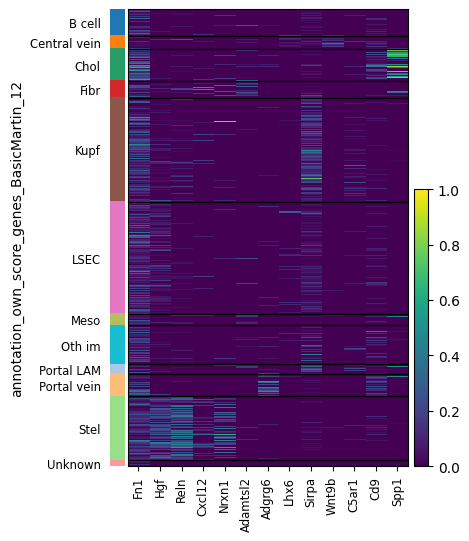 annotation_own_score_genes_BasicMartin_12
B cell
Central vein
Chol
Fibr
Kupf
LSEC
Meso
Oth im
Portal LAM
Portal vein
Stel
Unknown
Fn1
Hgf
Reln
Cxcl12
Nrxn1
Adamtsl2
Adgrg6
Lhx6
Sirpa
Wnt9b
C5ar1
Cd9
Spp1
1.0
0.8
0.6
0.4
0.2
0.0